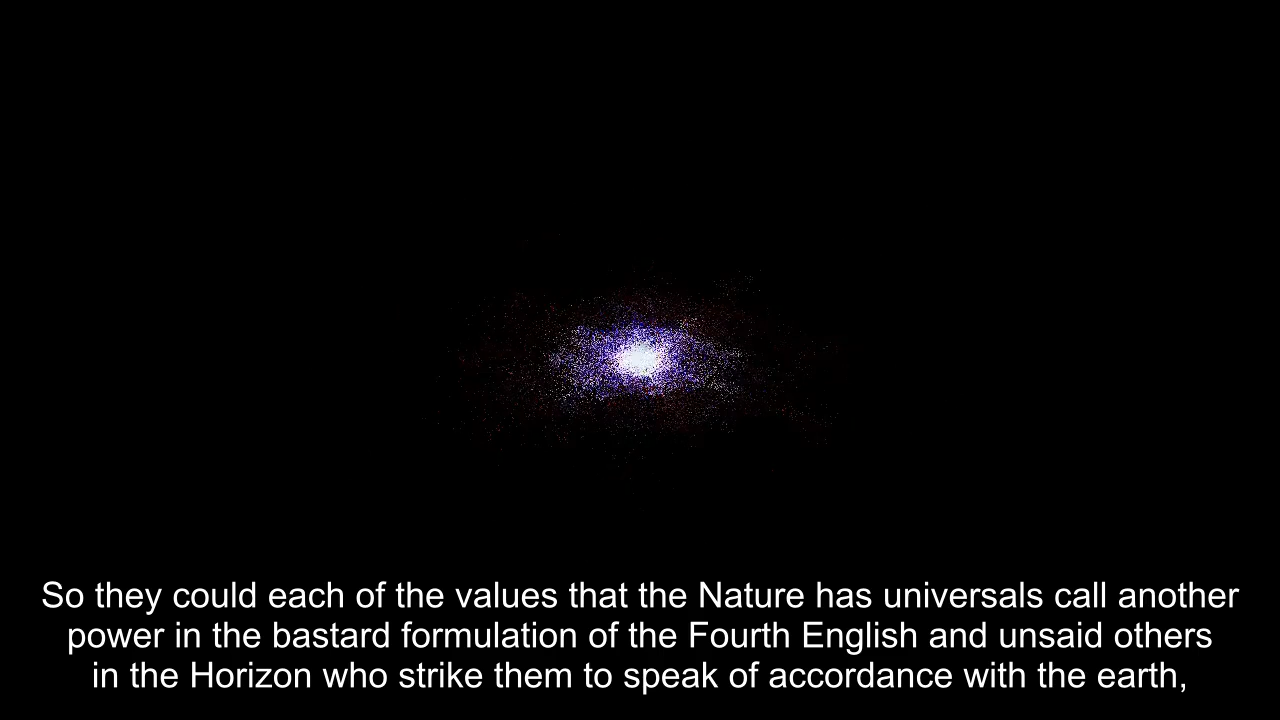 So they could each of the values that the Nature has universals call another
power in the bastard formulation of the Fourth English and unsaid others
in the Horizon who strike them to speak of accordance with the earth,